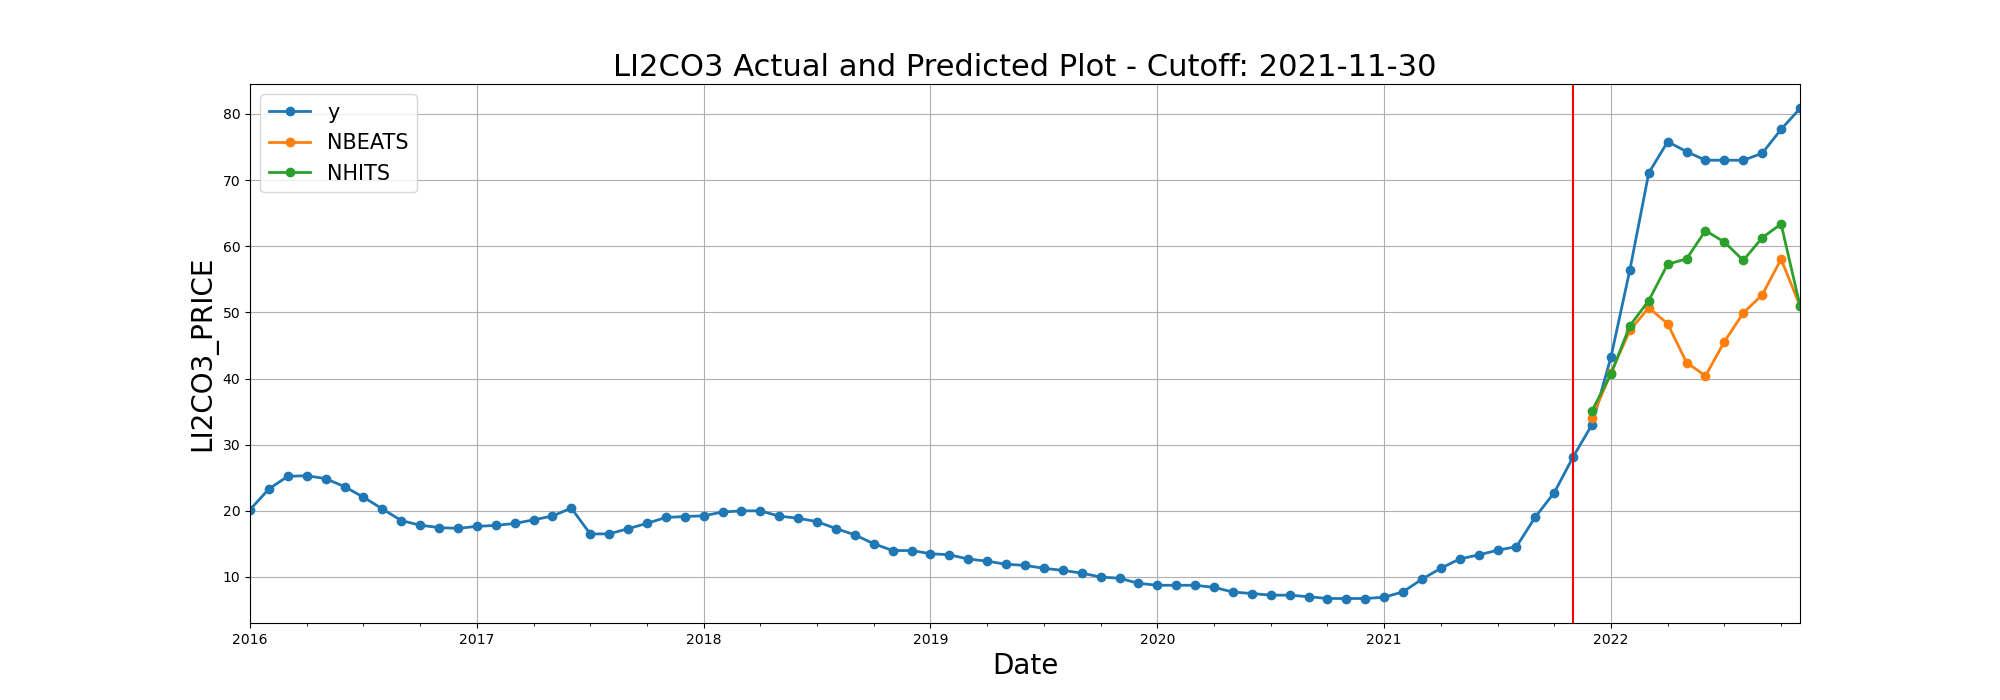 LI2CO3 Actual and Predicted Plot - Cutoff: 2021-11-30
y
NBEATS
NHITS
80
70
60
50
40
30
20
10
LI2CO3_PRICE
2016 2017 2018 2019 2020 2021 2022
Date